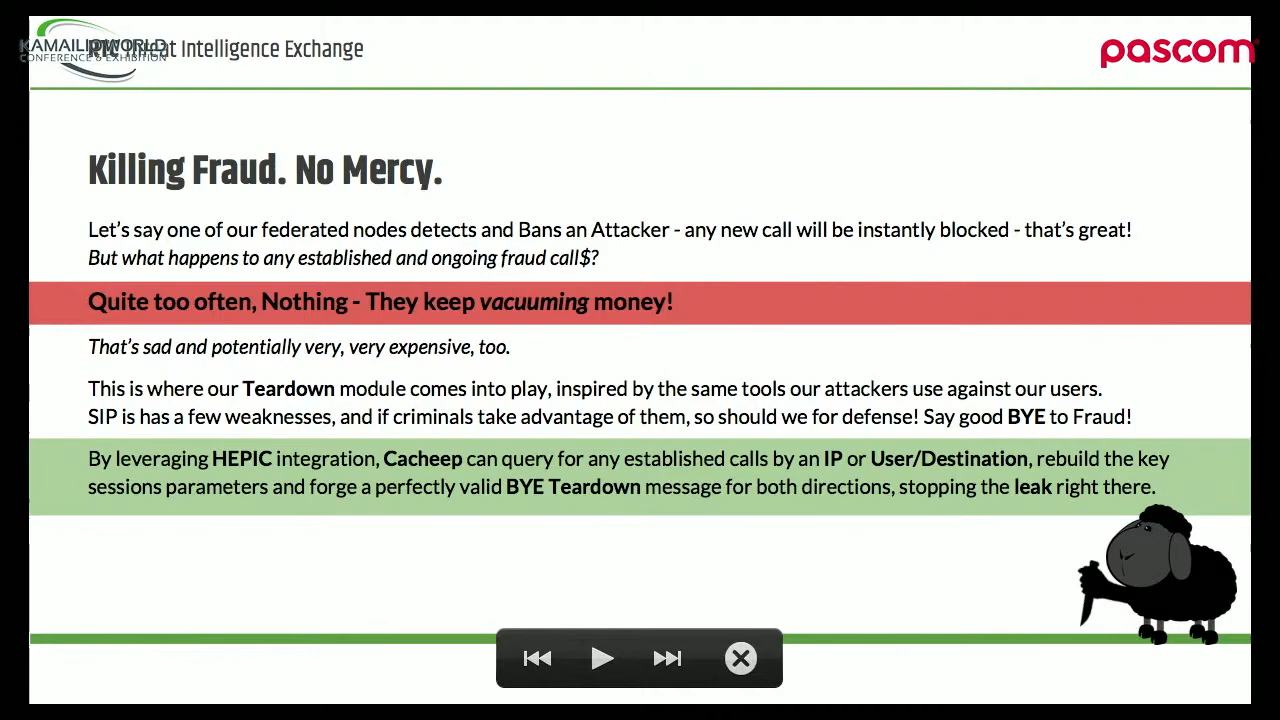 KAMAILIO WORLD
CONFERENCE & EXHIBITION
RTC Threat Intelligence Exchange
pascom
Killing Fraud. No Mercy.
Let's say one of our federated nodes detects and Bans an Attacker - any new call will be instantly blocked - that's great!
But what happens to any established and ongoing fraud call$?
Quite too often, Nothing - They keep vacuuming money!
That's sad and potentially very, very expensive, too.
This is where our Teardown module comes into play, inspired by the same tools our attackers use against our users.
SIP is has a few weaknesses, and if criminals take advantage of them, so should we for defense! Say good BYE to Fraud!
By leveraging HEPIC integration, Cacheep can query for any established calls by an IP or User/Destination, rebuild the key
sessions parameters and forge a perfectly valid BYE Teardown message for both directions, stopping the leak right there.